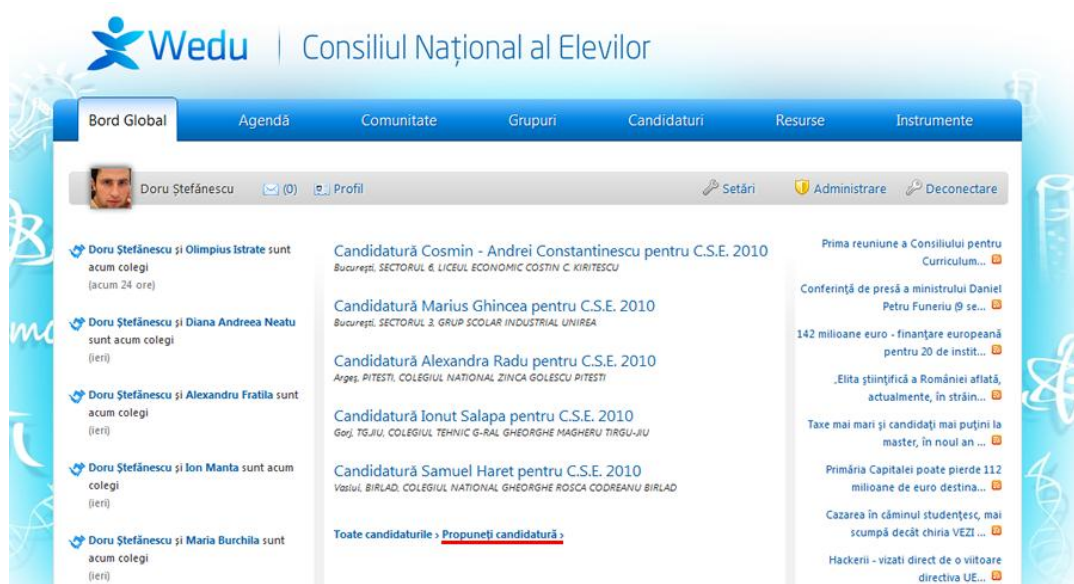 Wedu | Consiliul Național al Elevilor
Bord Global Agendă Comunitate Grupuri Candidaturi Resurse Instrumente
Doru Ștefănescu (0) Profil Setări Administrare Deconectare
Doru Ștefănescu și Olimpius Istrate sunt
acum colegi
(acum 24 ore)
Doru Ștefănescu și Diana Andreea Neatu
sunt acum colegi
(ieri)
Doru Ștefănescu și Alexandru Fratila sunt
acum colegi
(ieri)
Doru Ștefănescu și Ion Manta sunt acum
colegi
(ieri)
Doru Ștefănescu și Maria Burchila sunt
acum colegi
(ieri)
Candidatură Cosmin - Andrei Constantinescu pentru C.S.E. 2010
București, SECTORUL 6, LICEUL ECONOMIC COSTIN C. KIRITESCU
Candidatură Marius Ghincea pentru C.S.E. 2010
București, SECTORUL 3, GRUP SCOLAR INDUSTRIAL UNIREA
Candidatură Alexandra Radu pentru C.S.E. 2010
Argeș, PITESTI, COLEGIUL NATIONAL ZINCA GOLESCU PITESTI
Candidatură Ionut Salapa pentru C.S.E. 2010
Gorj, TG.JIU, COLEGIUL TEHNIC G-RAL GHEORGHE MAGHERU TIRGU-JIU
Candidatură Samuel Haret pentru C.S.E. 2010
Vaslui, BIRLAD, COLEGIUL NATIONAL GHEORGHE ROSCA CODREANU BIRLAD
Toate candidaturile › Propuneți candidatură ›
Prima reuniune a Consiliului pentru
Curriculum...
Conferință de presă a ministrului Daniel
Petru Funeriu (9 se...
142 milioane euro - finanțare europeană
pentru 20 de instit...
„Elita științifică a României aflată,
actualmente, în străin...
Taxe mai mari și candidați mai puțini la
master, în noul an ...
Primăria Capitalei poate pierde 112
milioane de euro destina...
Cazarea în căminul studențesc, mai
scumpă decât chiria VEZI ...
Hackerii - vizati direct de o viitoare
directiva UE...